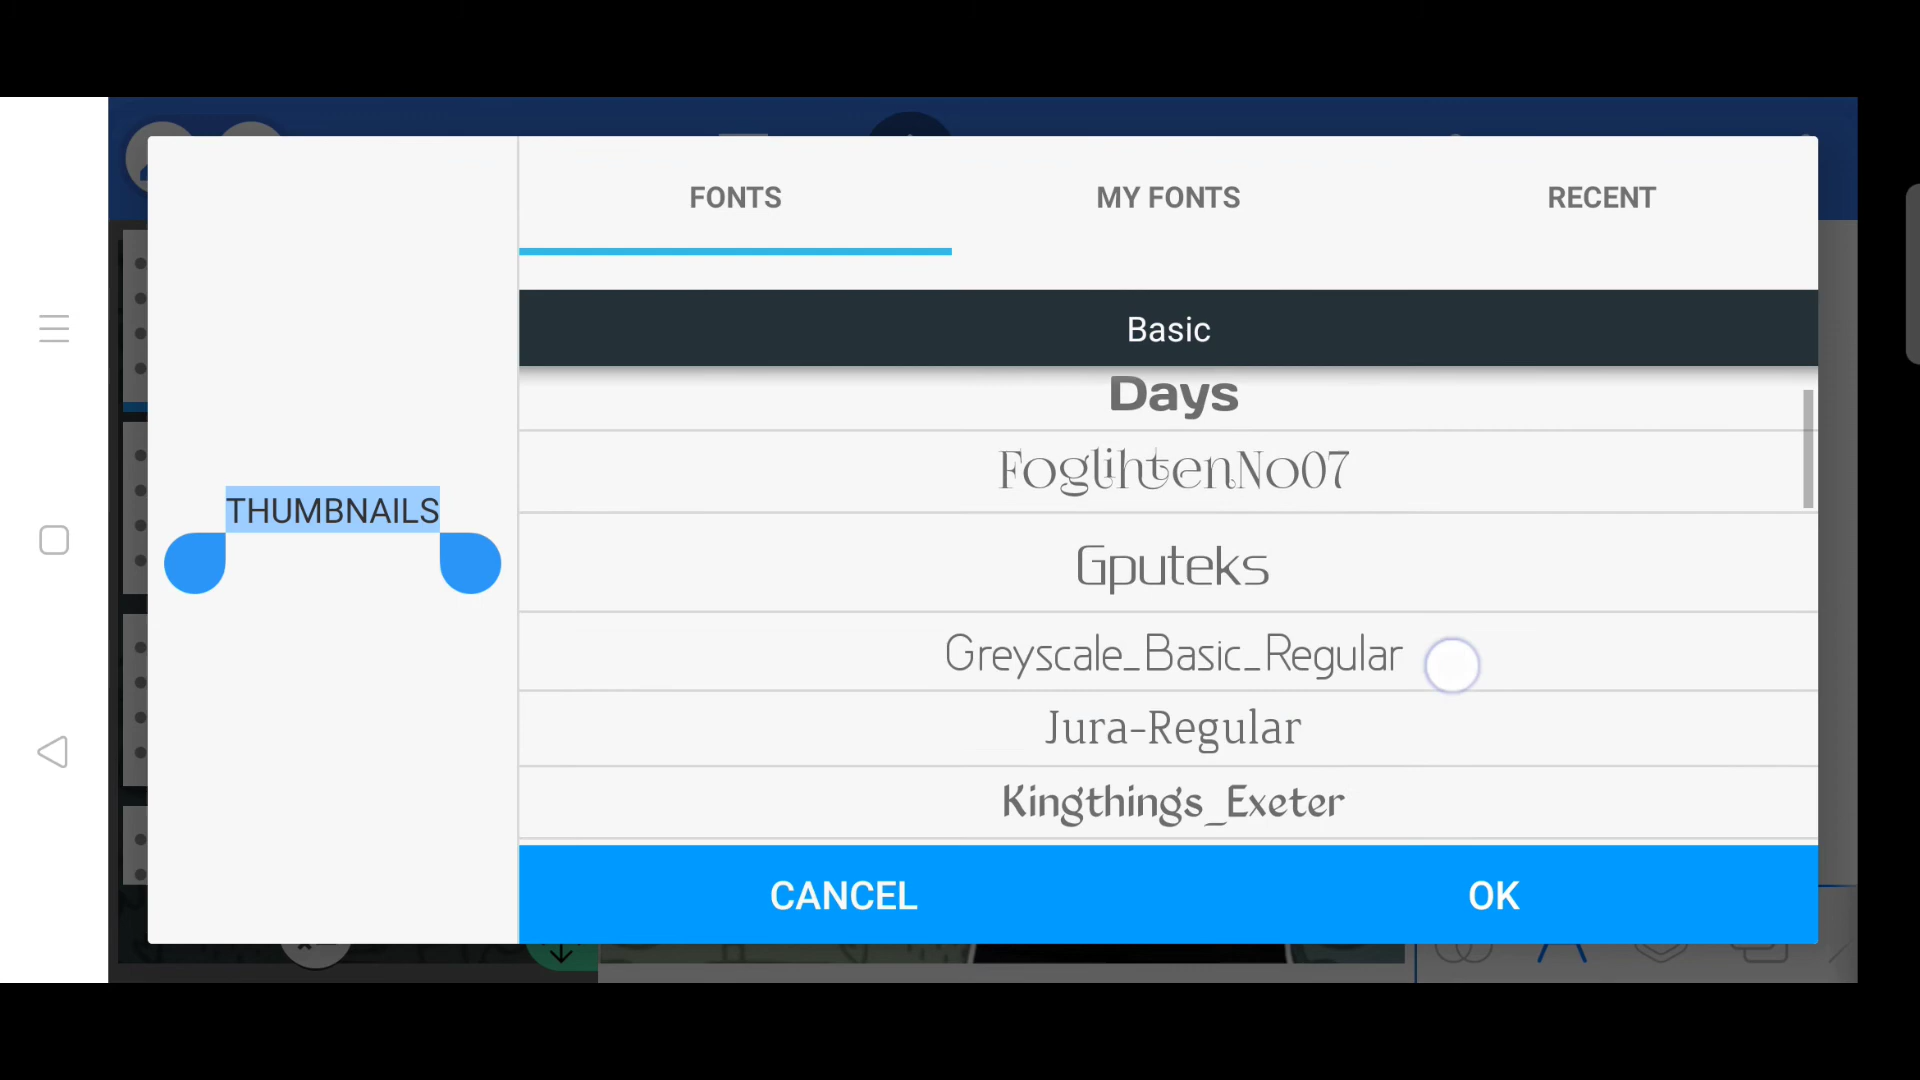 FONTS
MY FONTS
RECENT
Basic
Days
FoglihtenNo07
THUMBNAILS
Gputeks
Greyscale_Basic_Regular
Jura-Regular
Kingthings_Exeter
CANCEL
OK